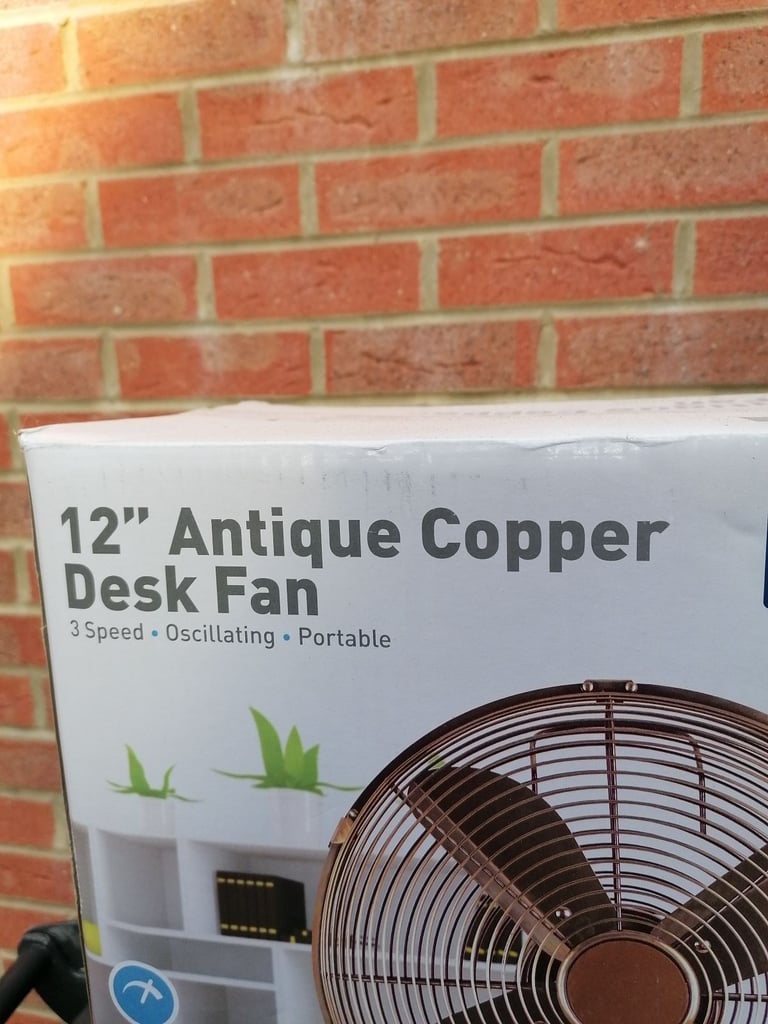 12” Antique Copper
Desk Fan
3 Speed • Oscillating • Portable